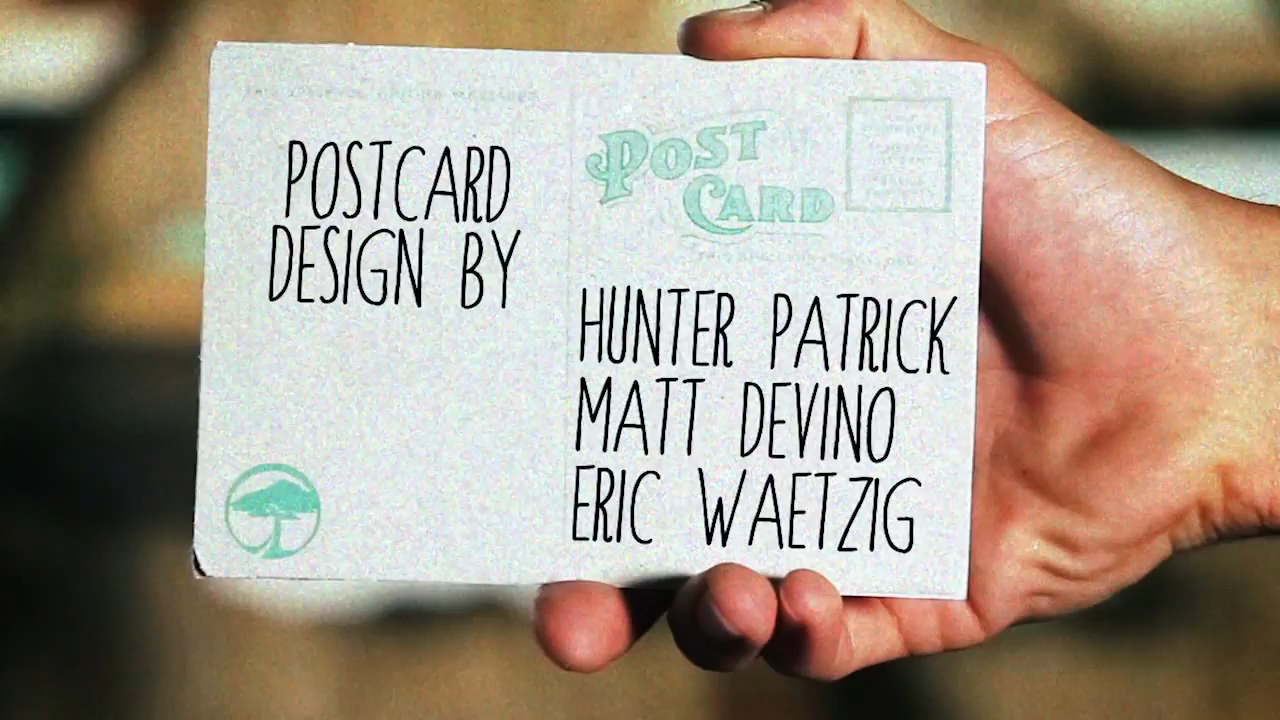 POSTCARD
DESIGN BY
POST
CARD
HUNTER PATRICK
MATT DEVINO
ERIC WAETZIG